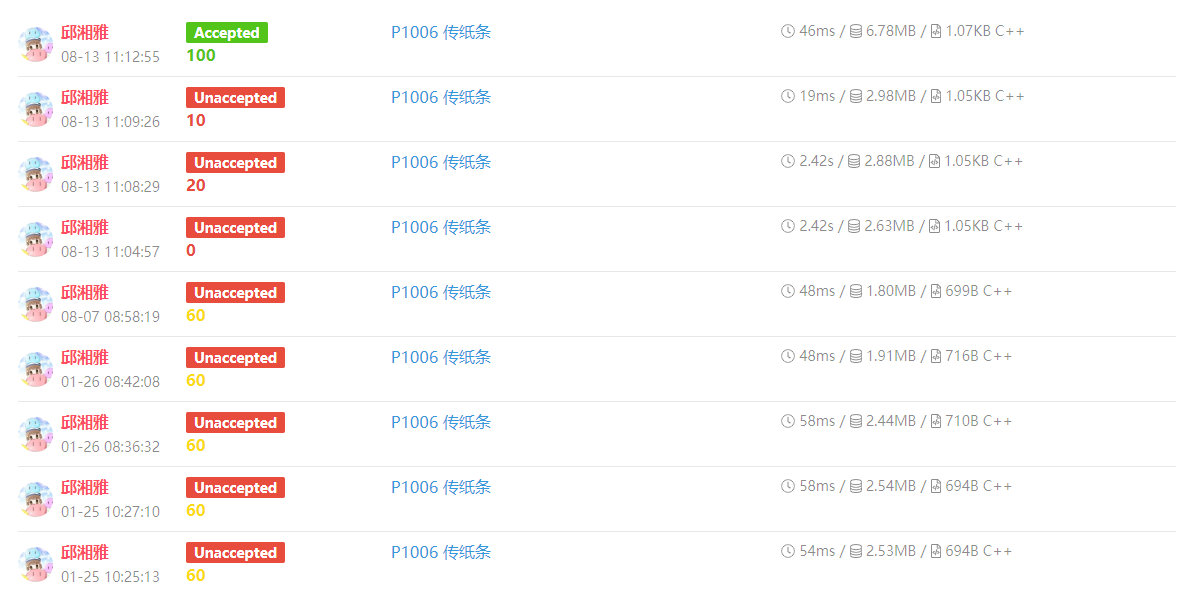 邱湘雅 Accepted P1006 传纸条 46ms / 6.78MB / 1.07KB C++
08-13 11:12:55 100
邱湘雅 Unaccepted P1006 传纸条 19ms / 2.98MB / 1.05KB C++
08-13 11:09:26 10
邱湘雅 Unaccepted P1006 传纸条 2.42s / 2.88MB / 1.05KB C++
08-13 11:08:29 20
邱湘雅 Unaccepted P1006 传纸条 2.42s / 2.63MB / 1.05KB C++
08-13 11:04:57 0
邱湘雅 Unaccepted P1006 传纸条 48ms / 1.80MB / 699B C++
08-07 08:58:19 60
邱湘雅 Unaccepted P1006 传纸条 48ms / 1.91MB / 716B C++
01-26 08:42:08 60
邱湘雅 Unaccepted P1006 传纸条 58ms / 2.44MB / 710B C++
01-26 08:36:32 60
邱湘雅 Unaccepted P1006 传纸条 58ms / 2.54MB / 694B C++
01-25 10:27:10 60
邱湘雅 Unaccepted P1006 传纸条 54ms / 2.53MB / 694B C++
01-25 10:25:13 60